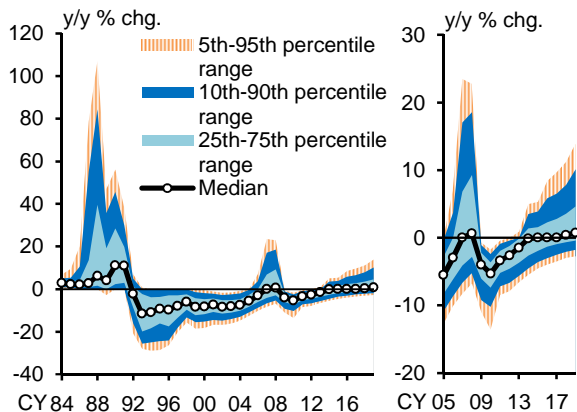 y/y % chg.
y/y % chg.
120
100
80
60
40
20
0
-20
-40
5th-95th percentile
range
10th-90th percentile
range
25th-75th percentile
range
Median
CY 84 88 92 96 00 04 08 12 16
30
20
10
0
-10
-20
CY 05 09 13 17